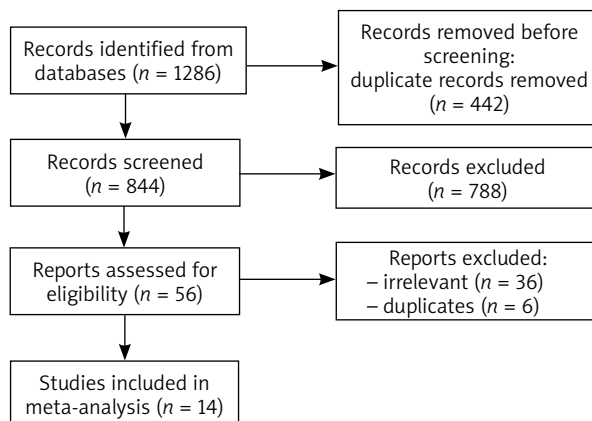 Records identified from
databases (n = 1286)
Records removed before
screening:
duplicate records removed
(n = 442)
Records screened
(n = 844)
Records excluded
(n = 788)
Reports assessed for
eligibility (n = 56)
Reports excluded:
– irrelevant (n = 36)
– duplicates (n = 6)
Studies included in
meta-analysis (n = 14)